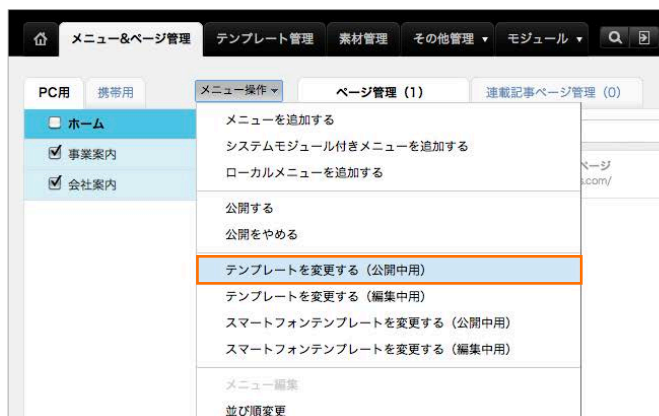 メニュー&ページ管理 テンプレート管理 素材管理 その他管理 ▼ モジュール ▼
PC用 携帯用 メニュー操作 ▼ ページ管理（1） 連載記事ページ管理（0）
ホーム
事業案内
会社案内
メニューを追加する
システムモジュール付きメニューを追加する
ローカルメニューを追加する
公開する
公開をやめる
テンプレートを変更する（公開中用）
テンプレートを変更する（編集中用）
スマートフォンテンプレートを変更する（公開中用）
スマートフォンテンプレートを変更する（編集中用）
メニュー編集
並び順変更
ページ
.com/